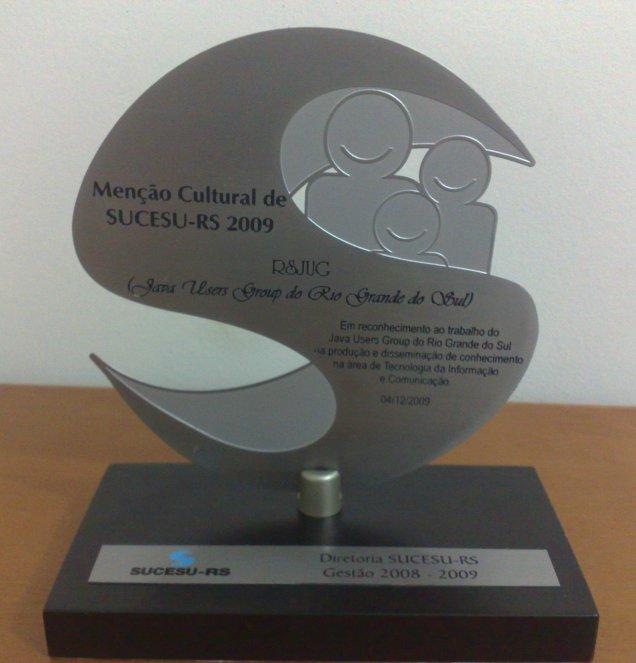 Menção Cultural de
SUCESU-RS 2009
RSJUG
(Java Users Group do Rio Grande do Sul)
Em reconhecimento ao trabalho do
Java Users Group do Rio Grande do Sul
na produção e disseminação de conhecimento
na área de Tecnologia da Informação
e Comunicação.
04/12/2009
SUCESU-RS
Diretoria SUCESU-RS
Gestão 2008 - 2009